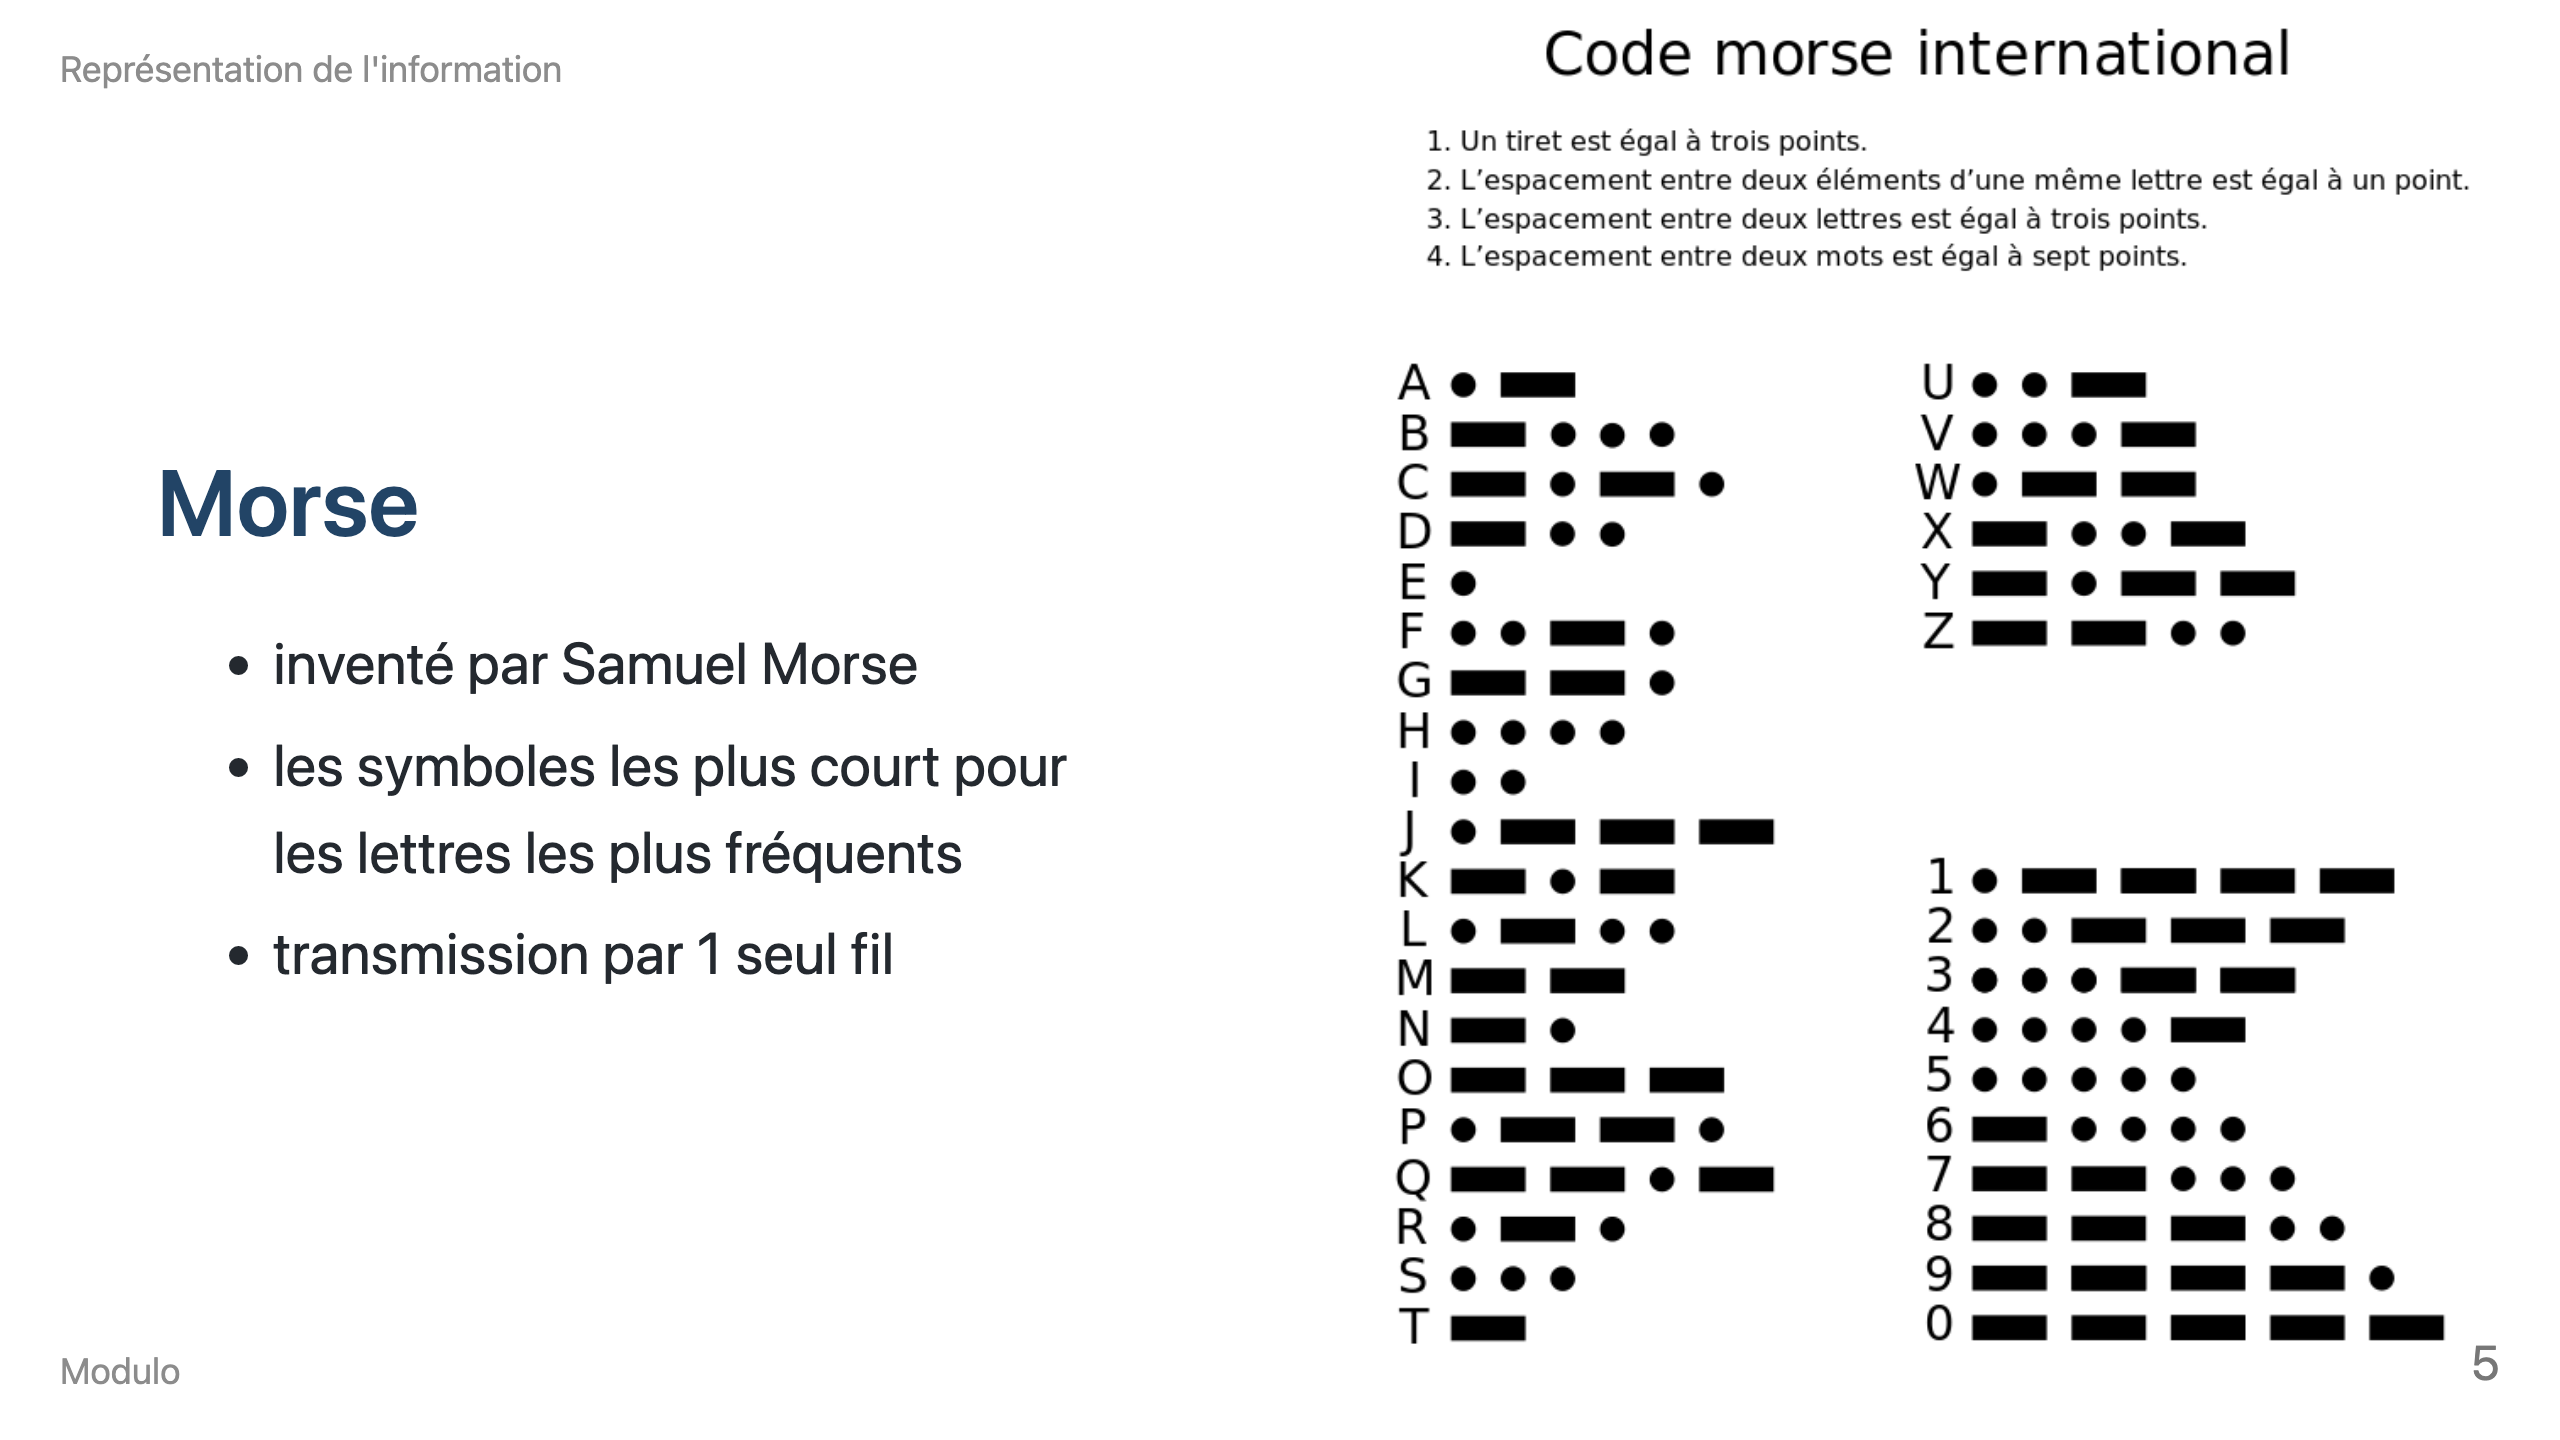 Représentation de l'information
Morse
• inventé par Samuel Morse
• les symboles les plus court pour
les lettres les plus fréquents
• transmission par 1 seul fil
Code morse international
1. Un tiret est égal à trois points.
2. L’espacement entre deux éléments d’une même lettre est égal à un point.
3. L’espacement entre deux lettres est égal à trois points.
4. L’espacement entre deux mots est égal à sept points.
A ● ▬
B ▬ ● ● ●
C ▬ ● ▬ ●
D ▬ ● ●
E ●
F ● ● ▬ ●
G ▬ ▬ ●
H ● ● ● ●
I ● ●
J ● ▬ ▬ ▬
K ▬ ● ▬
L ● ▬ ● ●
M ▬ ▬
N ▬ ●
O ▬ ▬ ▬
P ● ▬ ▬ ●
Q ▬ ▬ ● ▬
R ● ▬ ●
S ● ● ●
T ▬
U ● ● ▬
V ● ● ● ▬
W ● ▬ ▬
X ▬ ● ● ▬
Y ▬ ● ▬ ▬
Z ▬ ▬ ● ●
1 ● ▬ ▬ ▬ ▬
2 ● ● ▬ ▬ ▬
3 ● ● ● ▬ ▬
4 ● ● ● ● ▬
5 ● ● ● ● ●
6 ▬ ● ● ● ●
7 ▬ ▬ ● ● ●
8 ▬ ▬ ▬ ● ●
9 ▬ ▬ ▬ ▬ ●
0 ▬ ▬ ▬ ▬ ▬
Modulo
5